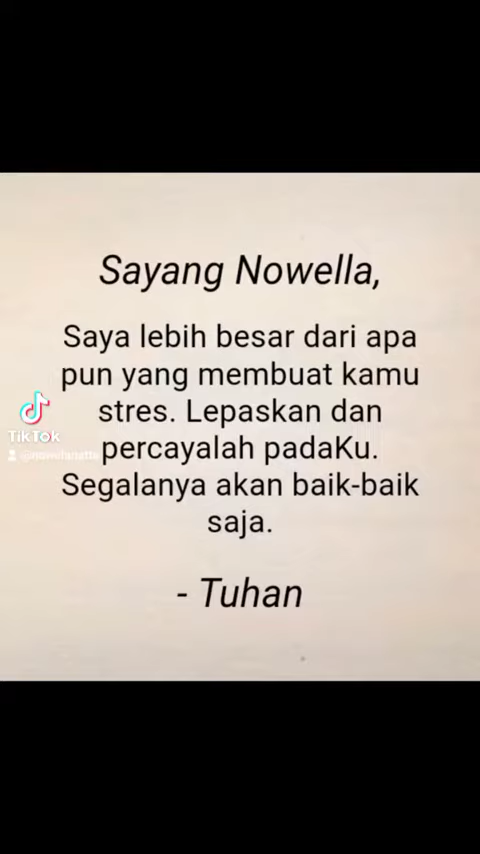 Sayang Nowella,
Saya lebih besar dari apa
pun yang membuat kamu
stres. Lepaskan dan
percayalah padaKu.
Segalanya akan baik-baik
saja.
- Tuhan
TikTok